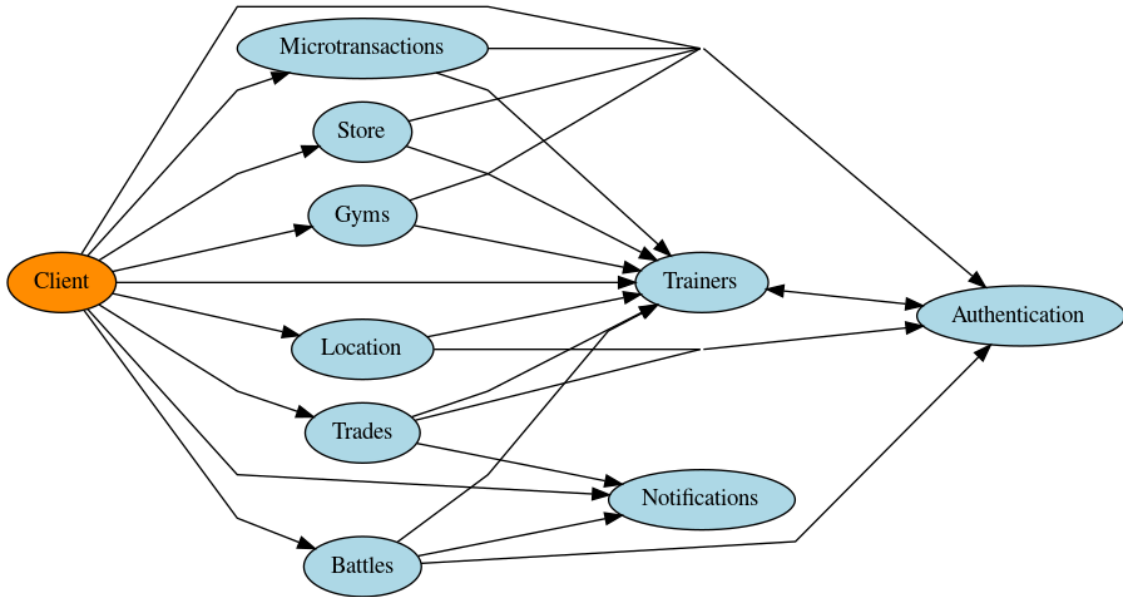 Microtransactions
Store
Gyms
Client
Trainers
Authentication
Location
Trades
Notifications
Battles